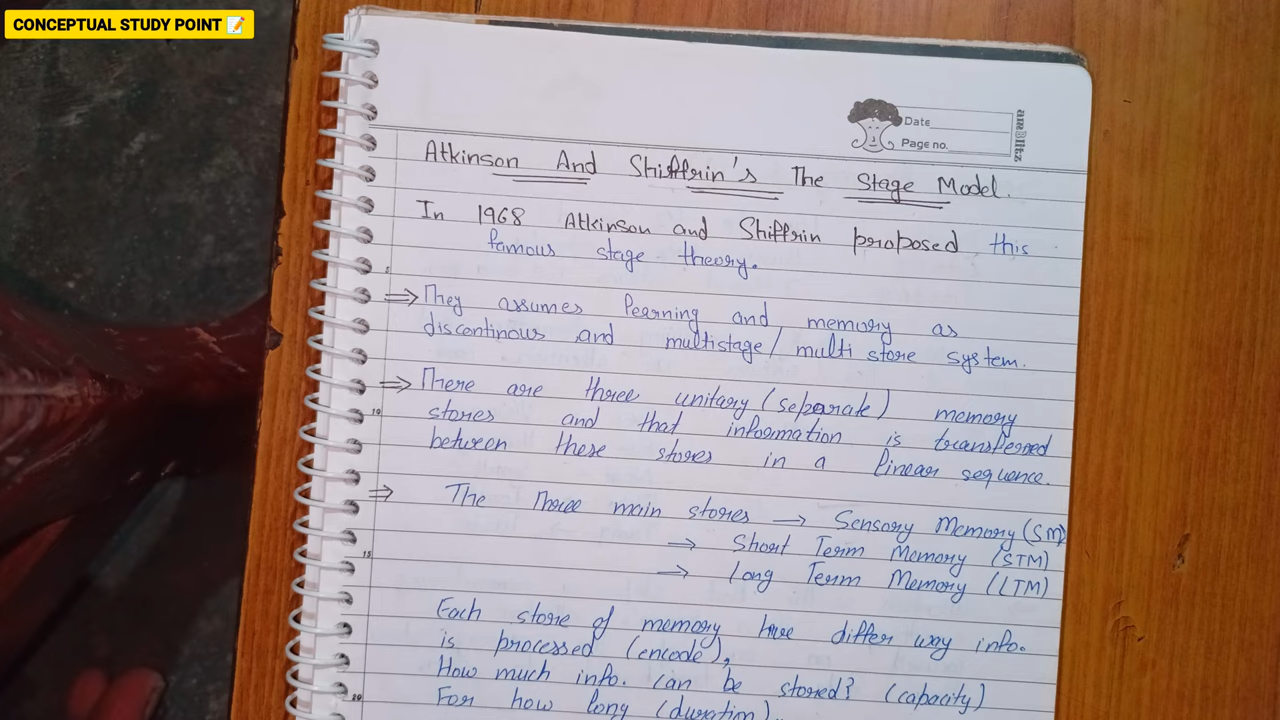 CONCEPTUAL STUDY POINT 📝
Date
Page no.
am8litz
Atkinson And Shiffrin's The Stage Model.
In 1968 Atkinson and Shiffrin proposed this
famous stage theory.
⇒ They assumes learning and memory as
discontinous and multistage/ multi store system.
⇒ There are three unitary (separate) memory
10
stores and that information is transferred
between these stores in a linear sequence.
⇒ The Three main stores → Sensory Memory (SM)
→ Short Term Memory (STM)
15
→ Long Term Memory (LTM)
Each store of memory have differ way info.
is processed (encode),
How much info. can be stored? (capacity)
20
For how long (duration).